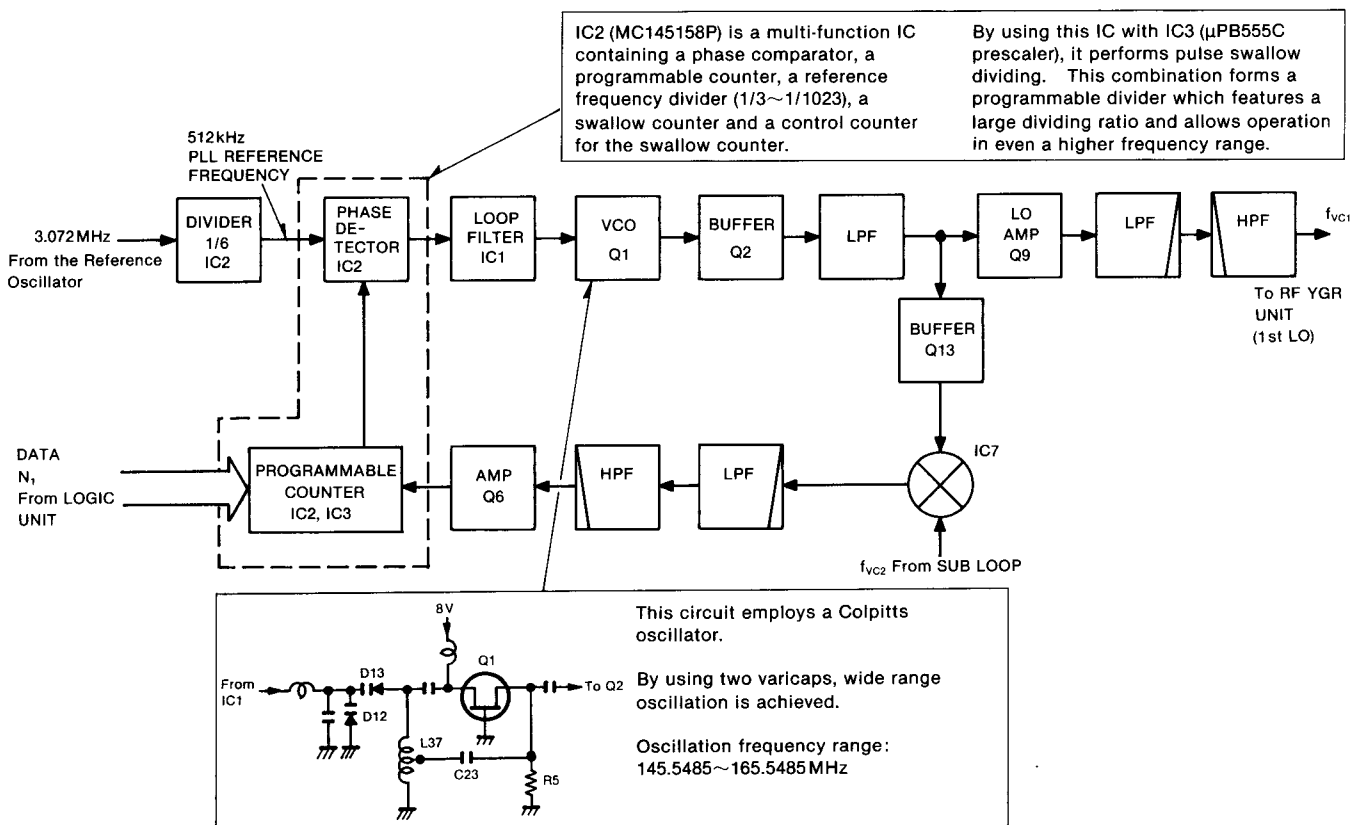 IC2 (MC145158P) is a multi-function IC
containing a phase comparator, a
programmable counter, a reference
frequency divider (1/3~1/1023), a
swallow counter and a control counter
for the swallow counter.
By using this IC with IC3 (µPB555C
prescaler), it performs pulse swallow
dividing. This combination forms a
programmable divider which features a
large dividing ratio and allows operation
in even a higher frequency range.
512kHz
PLL REFERENCE
FREQUENCY
3.072MHz
From the Reference
Oscillator
DIVIDER
1/6
IC2
PHASE
DE-
TECTOR
IC2
LOOP
FILTER
IC1
VCO
Q1
BUFFER
Q2
LPF
LO
AMP
Q9
LPF
HPF
fVC1
To RF YGR
UNIT
(1st LO)
BUFFER
Q13
DATA
N1
From LOGIC
UNIT
PROGRAMMABLE
COUNTER
IC2, IC3
AMP
Q6
HPF
LPF
IC7
fVC2 From SUB LOOP
8V
Q1
From
IC1
D13
D12
To Q2
L37
C23
R5
This circuit employs a Colpitts
oscillator.
By using two varicaps, wide range
oscillation is achieved.
Oscillation frequency range:
145.5485~165.5485MHz